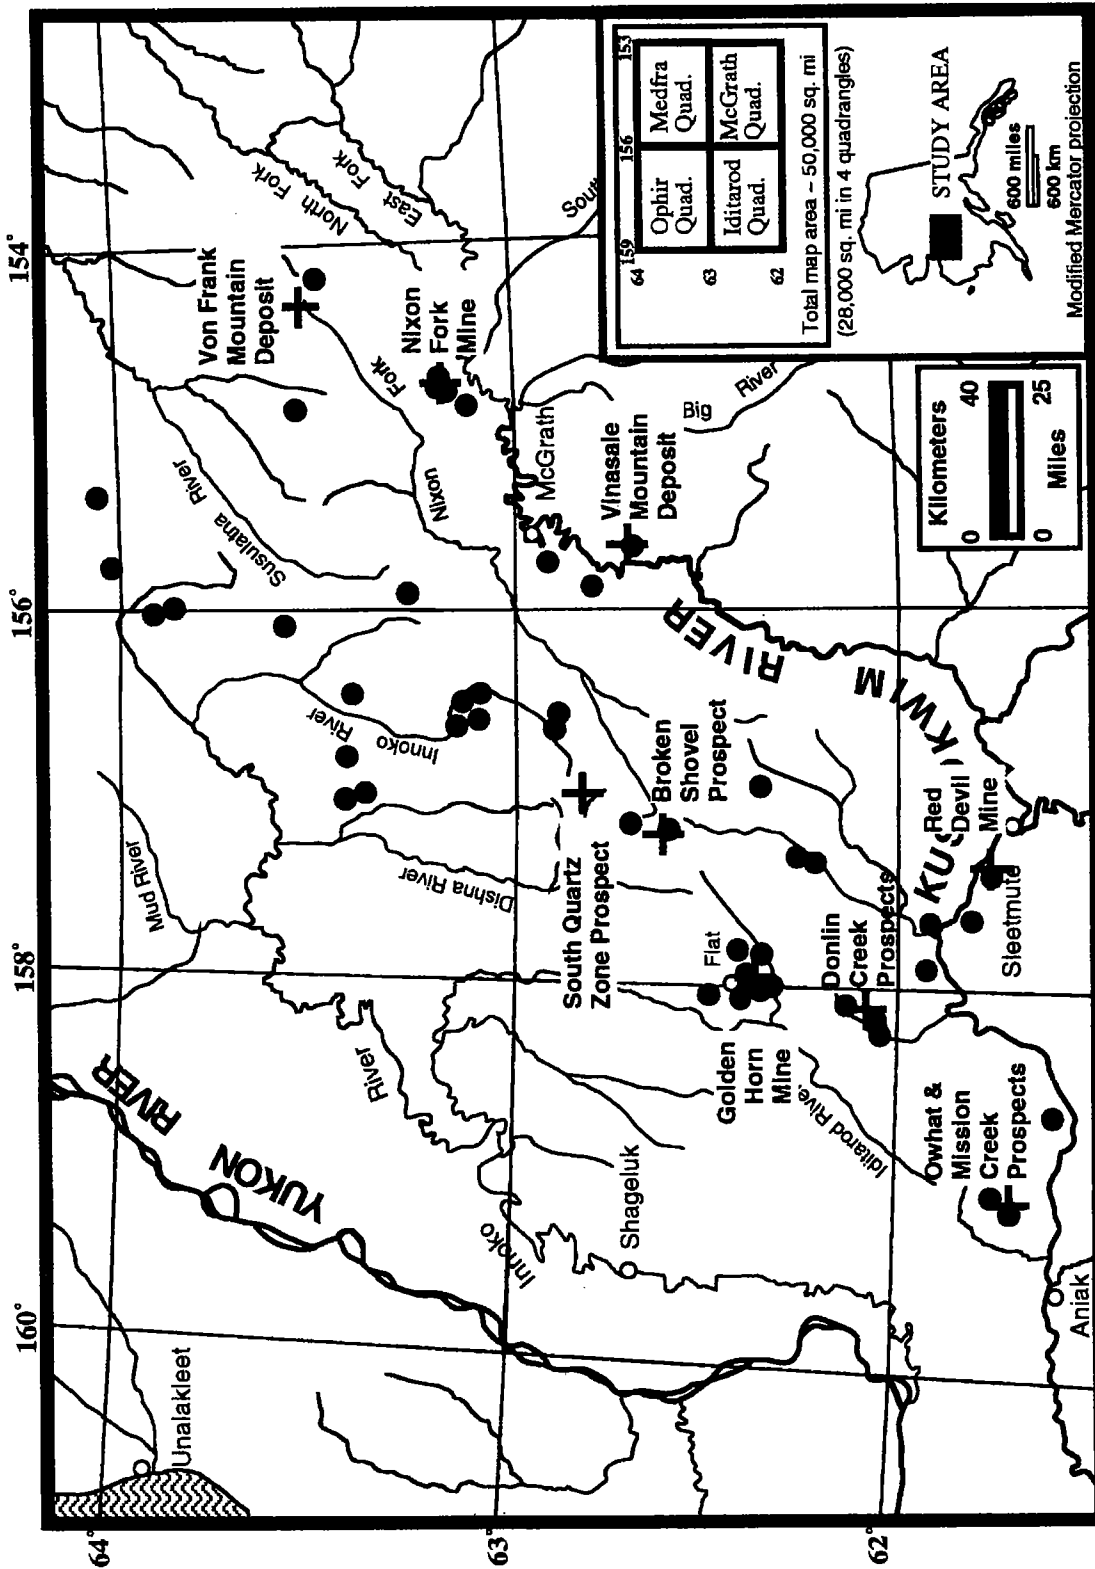 160°
158°
156°
154°
64°
63°
62°
Unalakleet
YUKON
RIVER
Mud River
River
Innoko
Shageluk
Dishna River
Innoko
River
Susulatna
River
Von Frank
Mountain
Deposit
North
Fork
East
Fork
Nixon
Fork
Nixon
Fork
Mine
South
McGrath
Vinasale
Mountain
Deposit
Big
River
South Quartz
Zone Prospect
Broken
Shovel
Prospect
Flat
Golden
Horn
Mine
Iditarod River
Donlin
Creek
Prospects
KUS
KWIM
RIVER
Red
Devil
Mine
Sleetmute
Owhat &
Mission
Creek
Prospects
Aniak
Kilometers
0 40
0 25
Miles
159 156 153
64
63
62
Ophir
Quad.
Medfra
Quad.
Iditarod
Quad.
McGrath
Quad.
Total map area ~ 50,000 sq. mi
(28,000 sq. mi in 4 quadrangles)
STUDY AREA
600 miles
600 km
Modified Mercator projection